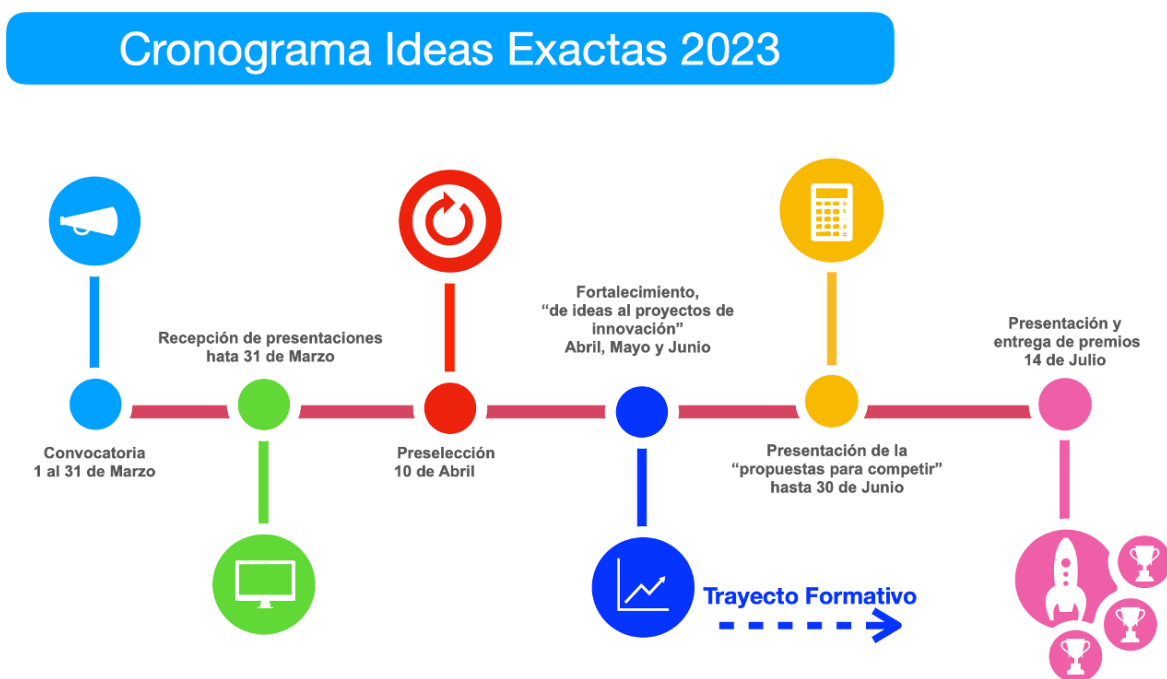 Cronograma Ideas Exactas 2023
Convocatoria
1 al 31 de Marzo
Recepción de presentaciones
hata 31 de Marzo
Preselección
10 de Abril
Fortalecimiento,
“de ideas al proyectos de
innovación”
Abril, Mayo y Junio
Trayecto Formativo
Presentación de la
“propuestas para competir”
hasta 30 de Junio
Presentación y
entrega de premios
14 de Julio